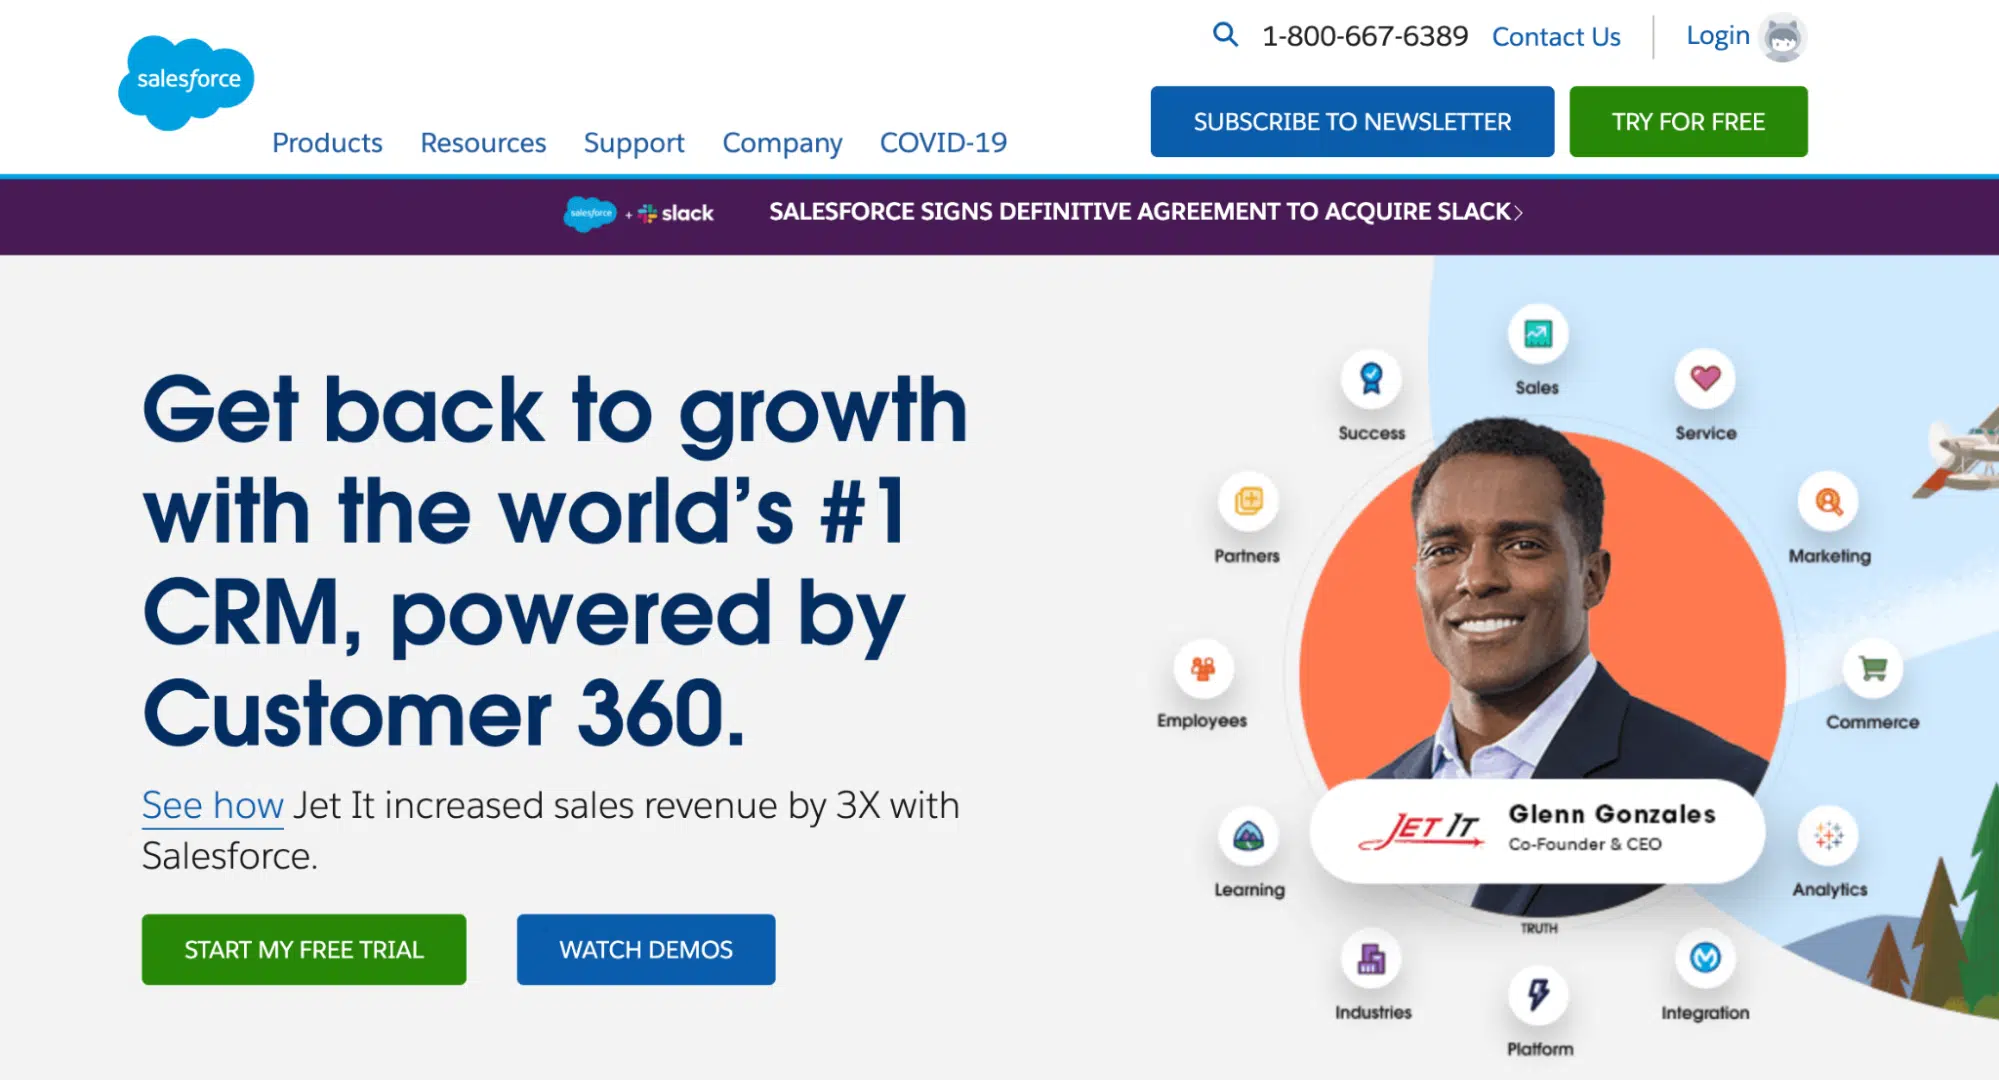 1-800-667-6389 Contact Us Login
salesforce
Products Resources Support Company COVID-19
SUBSCRIBE TO NEWSLETTER TRY FOR FREE
salesforce + slack SALESFORCE SIGNS DEFINITIVE AGREEMENT TO ACQUIRE SLACK
Get back to growth
with the world’s #1
CRM, powered by
Customer 360.
See how Jet It increased sales revenue by 3X with
Salesforce.
START MY FREE TRIAL WATCH DEMOS
Sales
Success
Service
Partners
Marketing
Employees
Commerce
JET IT
Glenn Gonzales
Co-Founder & CEO
Learning
Analytics
TRUTH
Industries
Integration
Platform